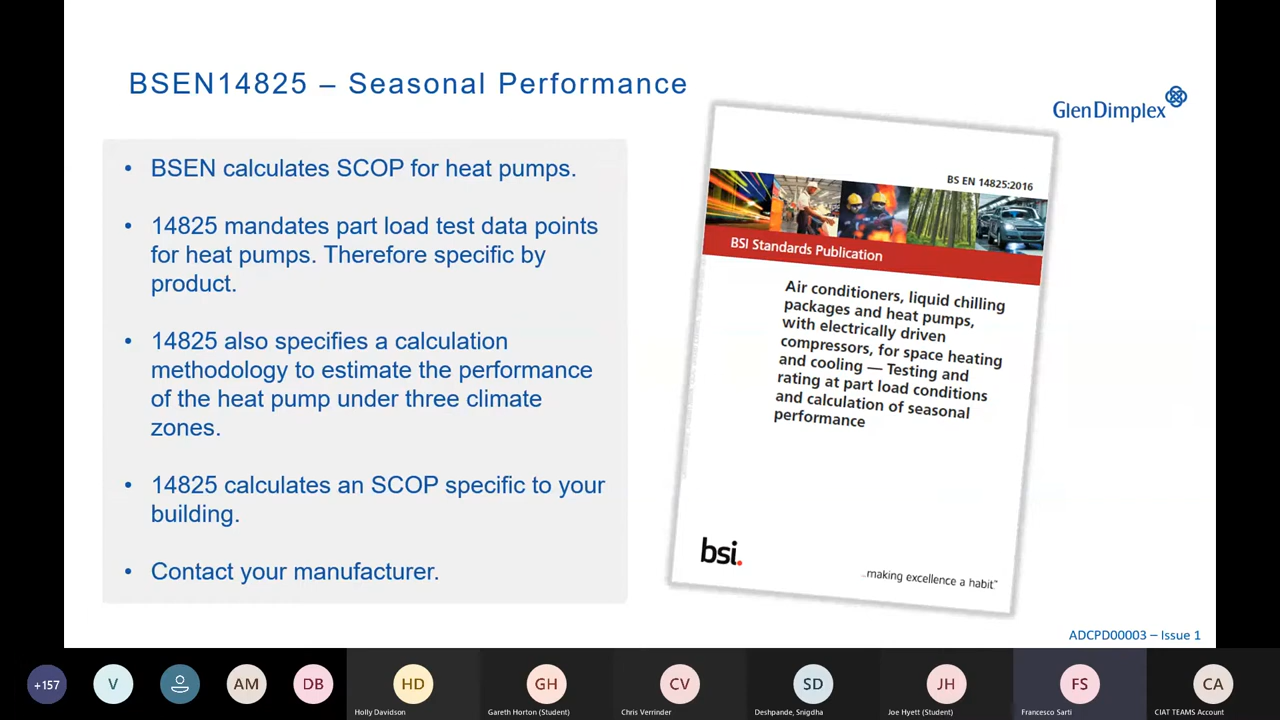 BSEN14825 – Seasonal Performance
GlenDimplex
• BSEN calculates SCOP for heat pumps.
• 14825 mandates part load test data points
for heat pumps. Therefore specific by
product.
• 14825 also specifies a calculation
methodology to estimate the performance
of the heat pump under three climate
zones.
• 14825 calculates an SCOP specific to your
building.
• Contact your manufacturer.
BS EN 14825:2016
BSI Standards Publication
Air conditioners, liquid chilling
packages and heat pumps,
with electrically driven
compressors, for space heating
and cooling — Testing and
rating at part load conditions
and calculation of seasonal
performance
bsi.
...making excellence a habit.™
ADCPD00003 – Issue 1
+157
V
AM
DB
HD
Holly Davidson
GH
Gareth Horton (Student)
CV
Chris Verrinder
SD
Deshpande, Snigdha
JH
Joe Hyett (Student)
FS
Francesco Sarti
CA
CIAT TEAMS Account